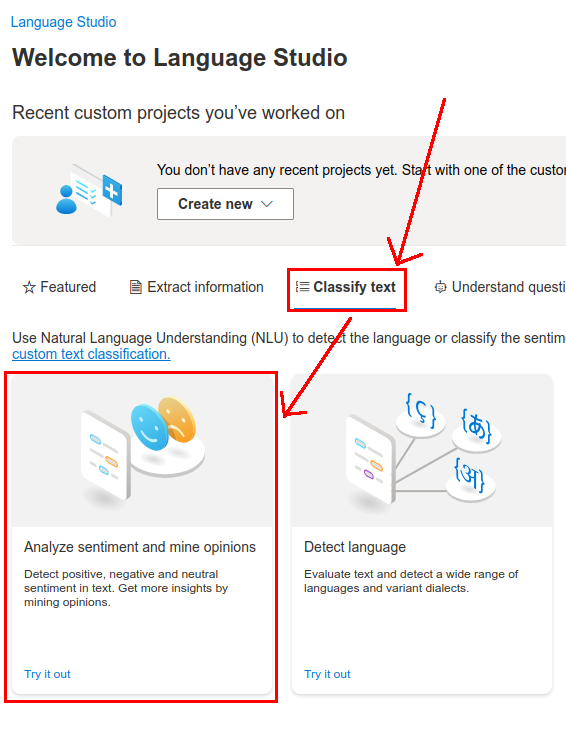 Language Studio
Welcome to Language Studio
Recent custom projects you've worked on
You don't have any recent projects yet. Start with one of the custo
Create new
Featured
Extract information
Classify text
Understand questi
Use Natural Language Understanding (NLU) to detect the language or classify the sentim
custom text classification.
{ç}
{あ}
{अ}
Analyze sentiment and mine opinions
Detect positive, negative and neutral
sentiment in text. Get more insights by
mining opinions.
Try it out
Detect language
Evaluate text and detect a wide range of
languages and variant dialects.
Try it out